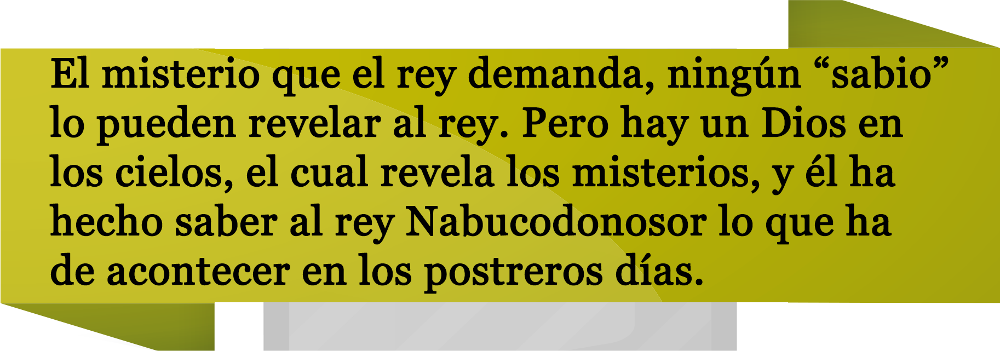 El misterio que el rey demanda, ningún “sabio”
lo pueden revelar al rey. Pero hay un Dios en
los cielos, el cual revela los misterios, y él ha
hecho saber al rey Nabucodonosor lo que ha
de acontecer en los postreros días.